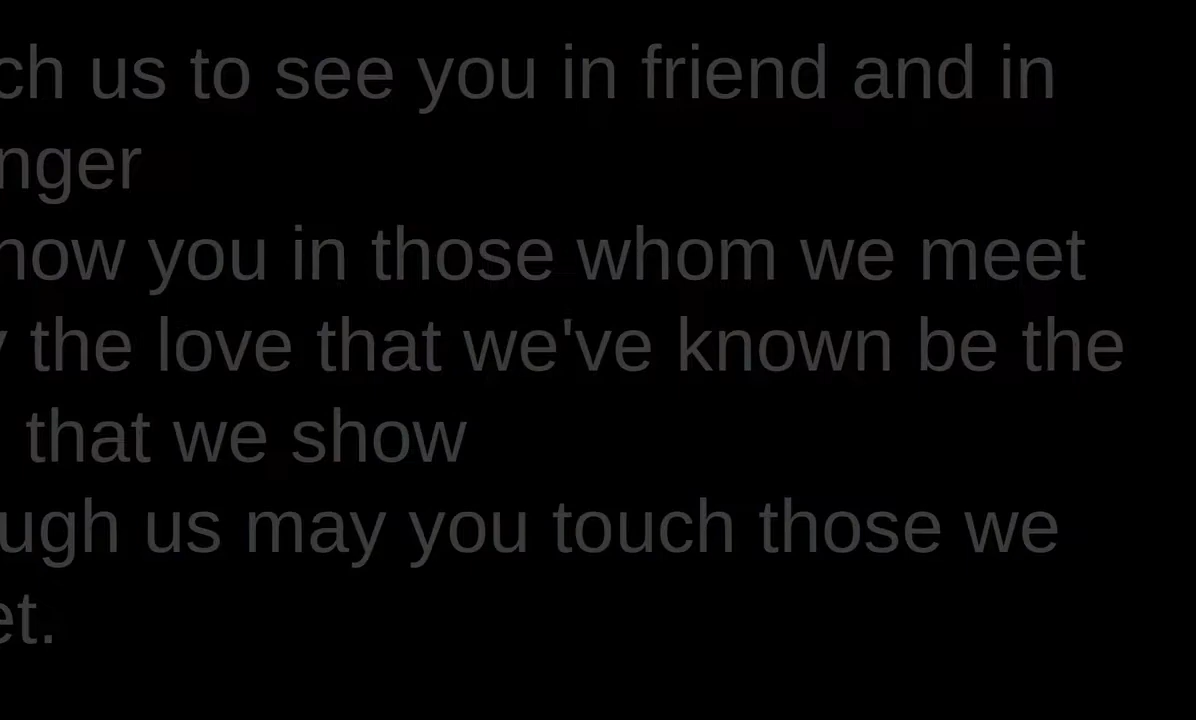 ch us to see you in friend and in
nger
now you in those whom we meet
y the love that we've known be the
that we show
ugh us may you touch those we
et.